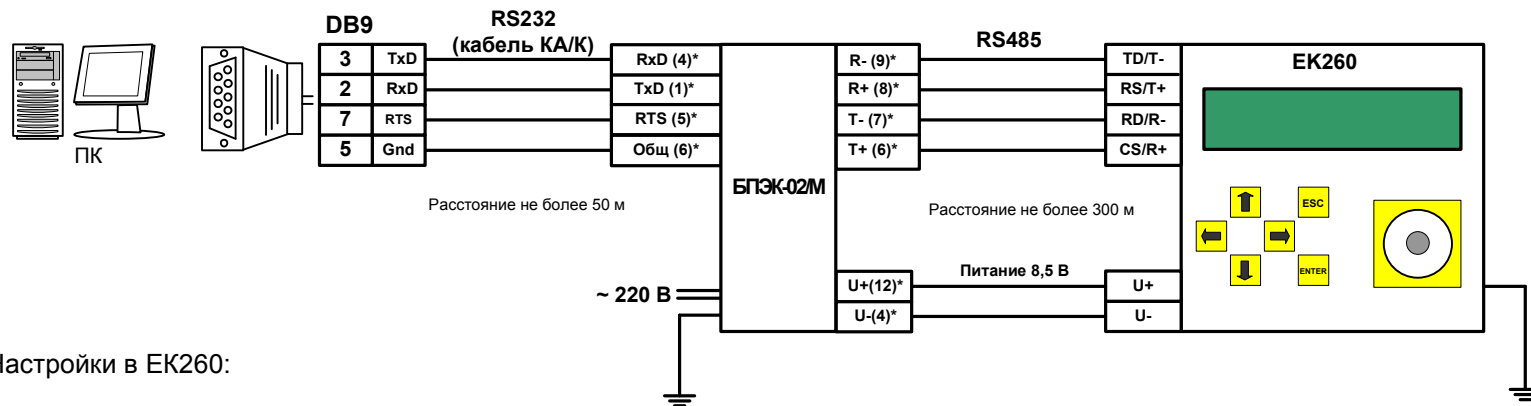 DB9
RS232
(кабель КА/К)
RS485
3 TxD
2 RxD
7 RTS
5 Gnd
RxD (4)*
TxD (1)*
RTS (5)*
Общ (6)*
БПЭК-02/М
R- (9)*
R+ (8)*
T- (7)*
T+ (6)*
TD/T-
RS/T+
RD/R-
CS/R+
EK260
ПК
Расстояние не более 50 м
Расстояние не более 300 м
ESC
ENTER
Питание 8,5 В
~ 220 В
U+(12)*
U-(4)*
U+
U-
Настройки в EK260: